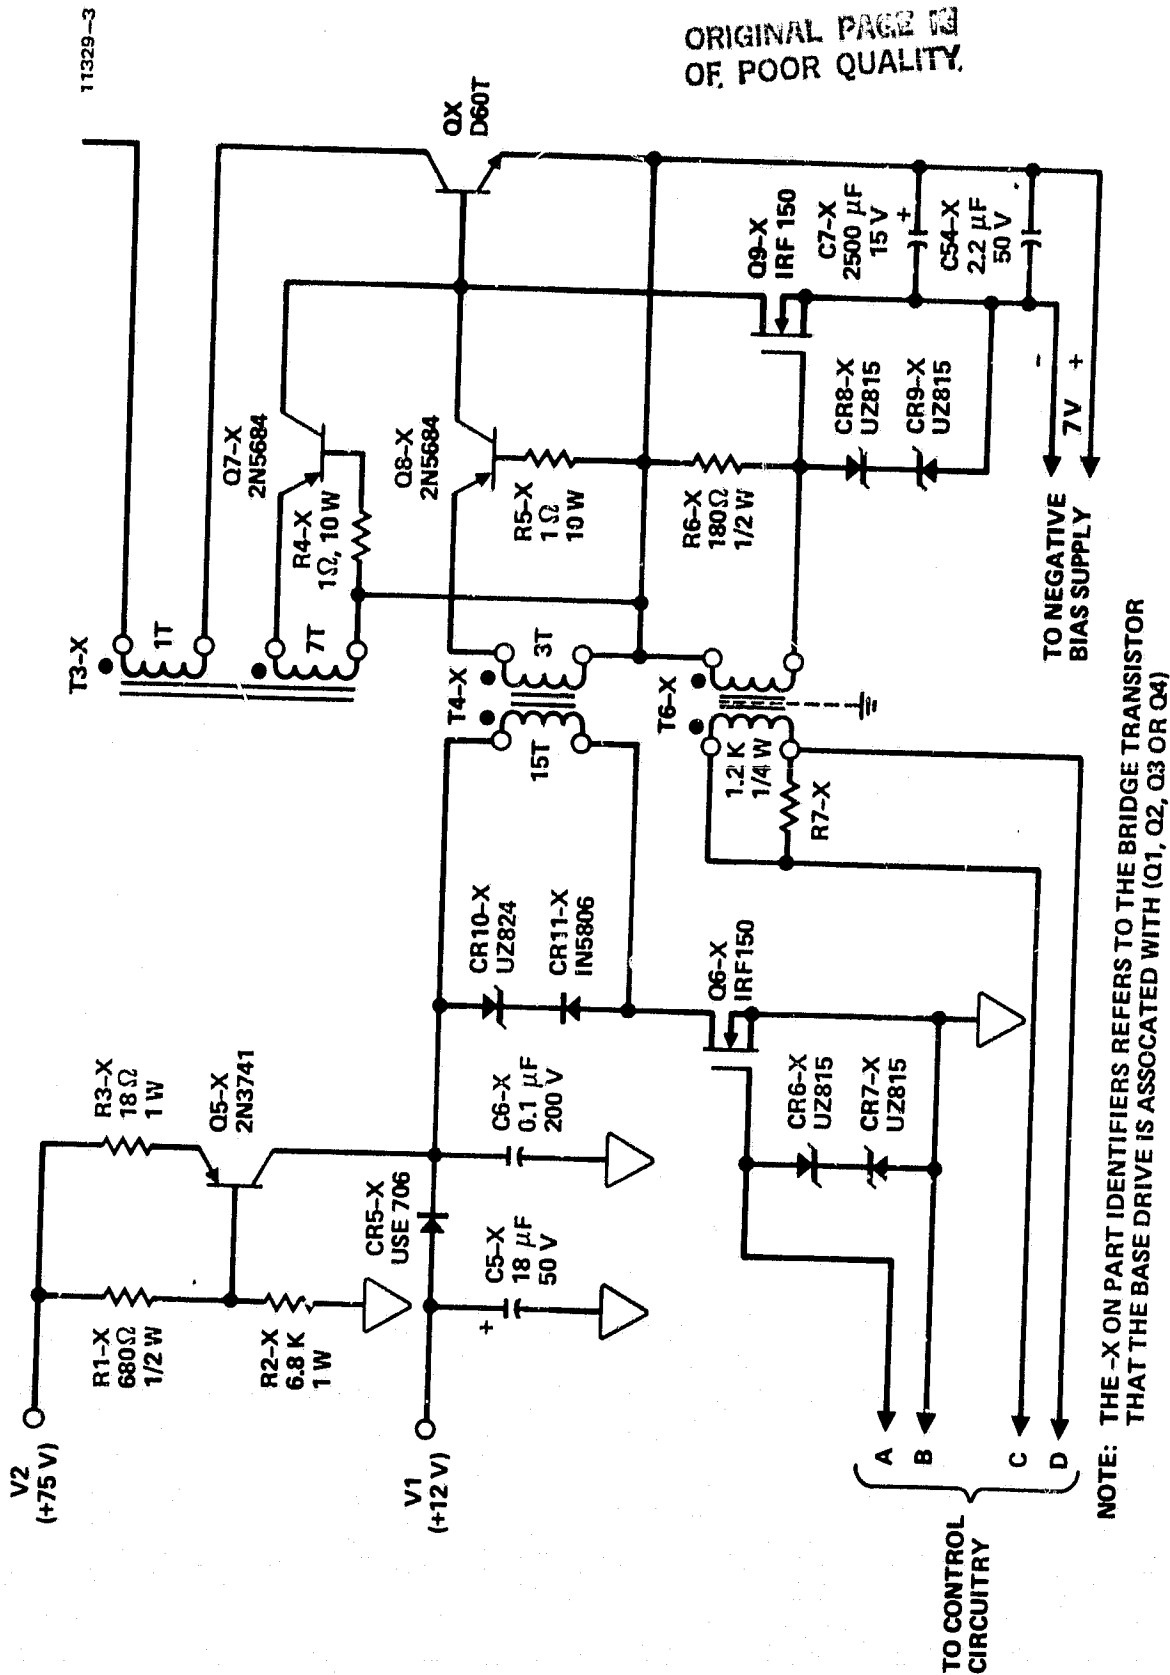 11329-3
ORIGINAL PAGE IS
OF POOR QUALITY.
V2
(+75 V)
R1-X
680Ω
1/2 W
R2-X
6.8 K
1 W
R3-X
18 Ω
1 W
Q5-X
2N3741
V1
(+12 V)
CR5-X
USE 706
C5-X
18 μF
50 V
+
C6-X
0.1 μF
200 V
CR10-X
UZ824
CR11-X
IN5806
Q6-X
IRF150
CR6-X
UZ815
CR7-X
UZ815
T3-X
1T
7T
T4-X
15T
3T
T6-X
1.2 K
1/4 W
R7-X
Q7-X
2N5684
R4-X
1Ω, 10 W
Q8-X
2N5684
R5-X
1 Ω
10 W
R6-X
180Ω
1/2 W
QX
D60T
Q9-X
IRF 150
C7-X
2500 μF
15 V
+
C54-X
2.2 μF
50 V
CR8-X
UZ815
CR9-X
UZ815
-
7V
+
TO NEGATIVE
BIAS SUPPLY
A
B
C
D
TO CONTROL
CIRCUITRY
NOTE: THE -X ON PART IDENTIFIERS REFERS TO THE BRIDGE TRANSISTOR
THAT THE BASE DRIVE IS ASSOCATED WITH (Q1, Q2, Q3 OR Q4)